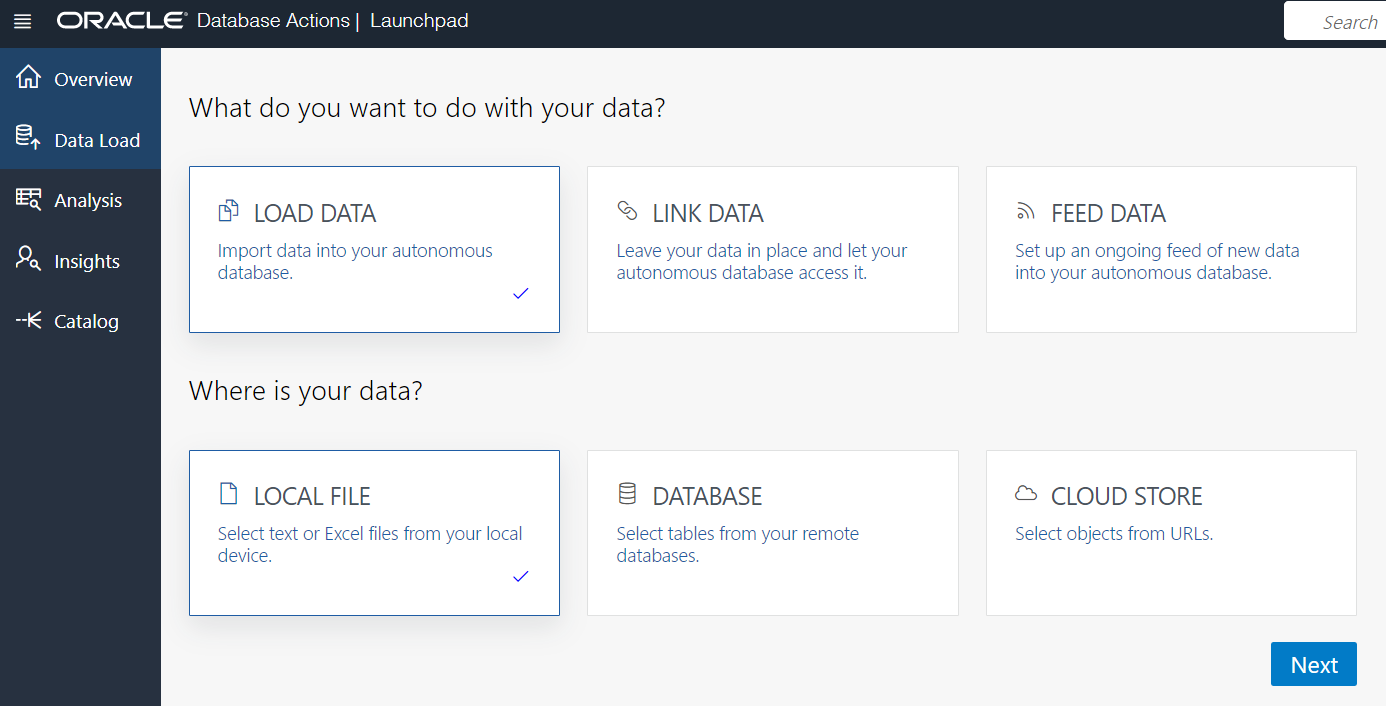 ORACLE® Database Actions | Launchpad
Search
Overview
Data Load
Analysis
Insights
Catalog
What do you want to do with your data?
LOAD DATA
Import data into your autonomous
database.
LINK DATA
Leave your data in place and let your
autonomous database access it.
FEED DATA
Set up an ongoing feed of new data
into your autonomous database.
Where is your data?
LOCAL FILE
Select text or Excel files from your local
device.
DATABASE
Select tables from your remote
databases.
CLOUD STORE
Select objects from URLs.
Next